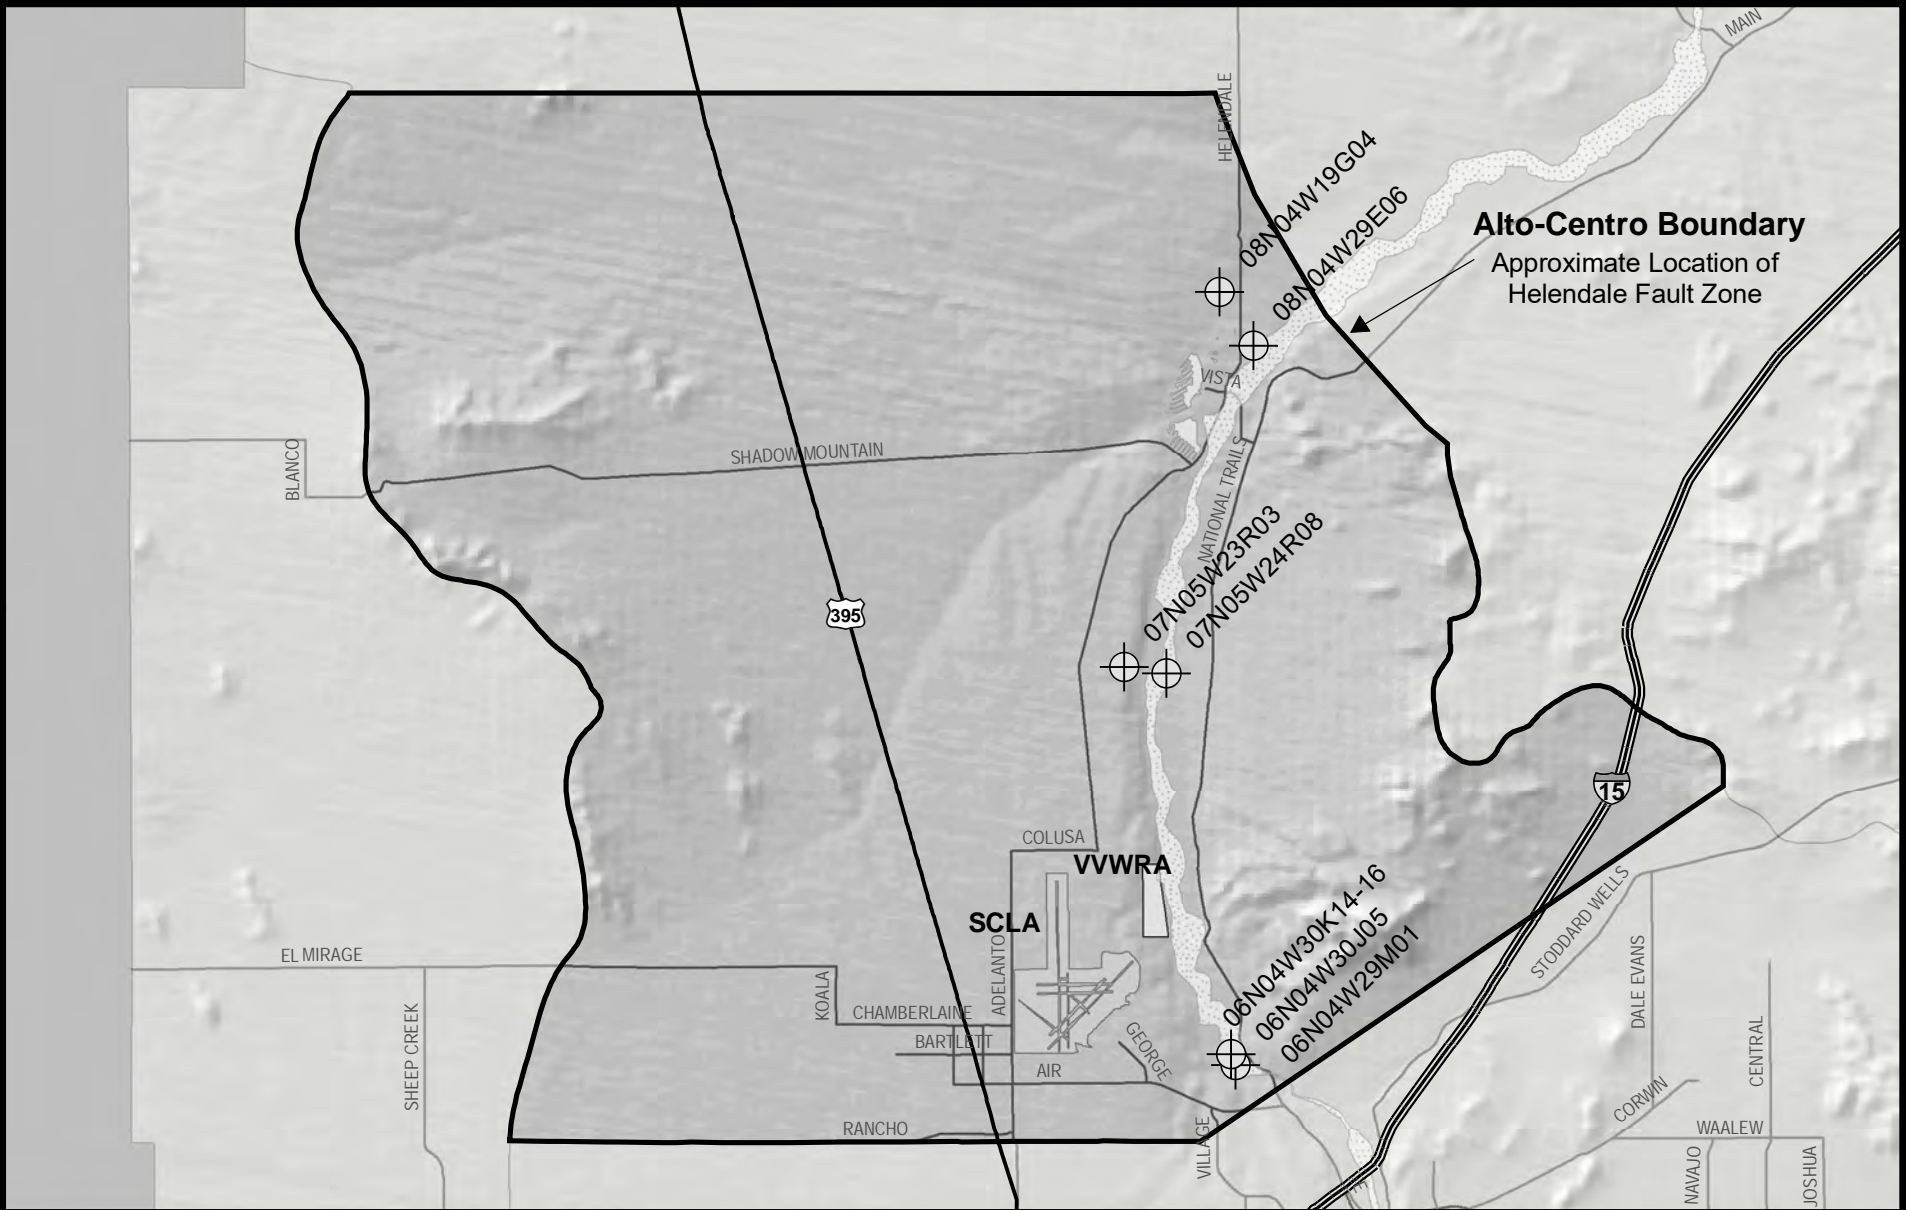 MAIN
HELENDALE
08N04W19G04
08N04W29E06
Alto-Centro Boundary
Approximate Location of
Helendale Fault Zone
VISTA
SHADOW MOUNTAIN
BLANCO
NATIONAL TRAILS
07N05W23R03
07N05W24R08
395
15
COLUSA
VVWRA
SCLA
06N04W30K14-16
06N04W30J05
06N04W29M01
STODDARD WELLS
EL MIRAGE
KOALA
ADELANTO
DALE EVANS
SHEEP CREEK
CHAMBERLAINE
BARTLETT
AIR
GEORGE
CENTRAL
CORWIN
RANCHO
VILLAGE
WAALEW
NAVAJO
JOSHUA